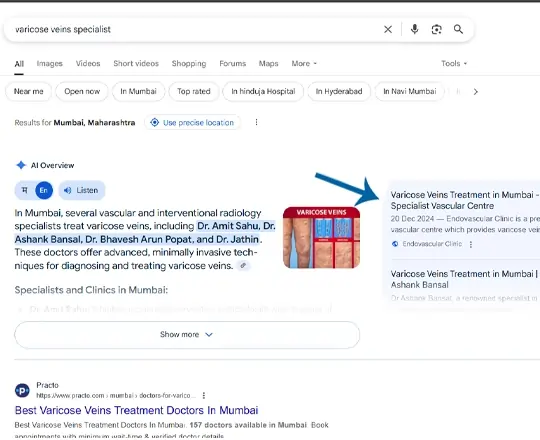 varicose veins specialist
All Images Videos Short videos Shopping Forums Maps More Tools
Near me Open now In Mumbai Top rated In hinduja Hospital In Hyderabad In Navi Mumbai
Results for Mumbai, Maharashtra Use precise location
AI Overview
म En Listen
In Mumbai, several vascular and interventional radiology
specialists treat varicose veins, including Dr. Amit Sahu, Dr.
Ashank Bansal, Dr. Bhavesh Arun Popat, and Dr. Jathin.
These doctors offer advanced, minimally invasive tech-
niques for diagnosing and treating varicose veins.
Specialists and Clinics in Mumbai:
Dr. Amit Sahu:
Show more
VARICOSE VEINS
Varicose Veins Treatment in Mumbai -
Specialist Vascular Centre
20 Dec 2024 — Endovascular Clinic is a pre
vascular centre which provides varicose vein
Endovascular Clinic
Varicose Veins Treatment in Mumbai |
Ashank Bansal
Dr Ashank Bansal, a renowned specialist in
P Practo
https://www.practo.com › mumbai › doctors-for-varico...
Best Varicose Veins Treatment Doctors In Mumbai
Best Varicose Veins Treatment Doctors In Mumbai. 157 doctors available in Mumbai. Book
appointments with minimum wait-time & verified doctor details.